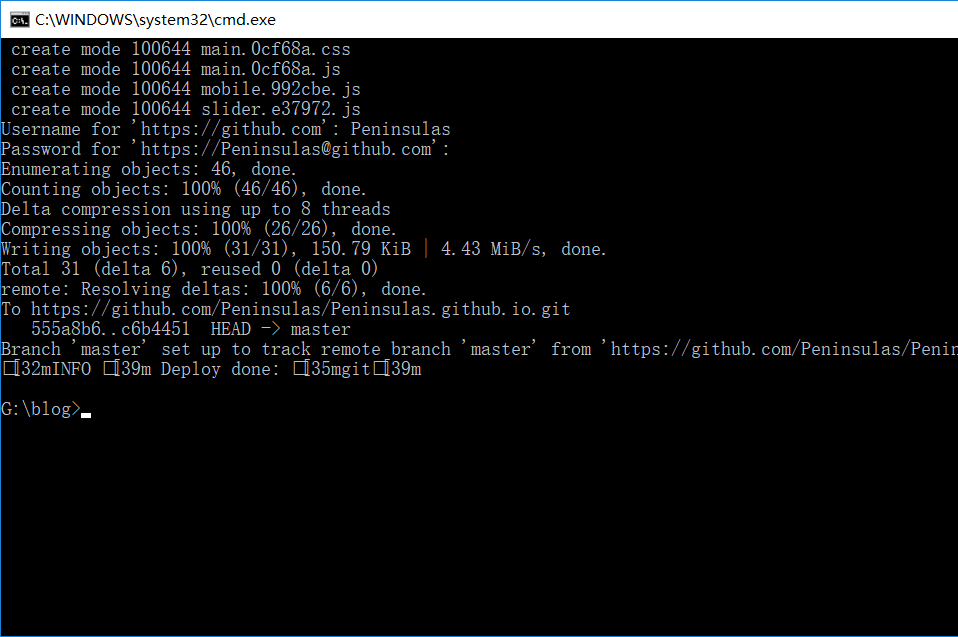 C:\WINDOWS\system32\cmd.exe
create mode 100644 main.0cf68a.css
create mode 100644 main.0cf68a.js
create mode 100644 mobile.992cbe.js
create mode 100644 slider.e37972.js
Username for 'https://github.com': Peninsulas
Password for 'https://Peninsulas@github.com':
Enumerating objects: 46, done.
Counting objects: 100% (46/46), done.
Delta compression using up to 8 threads
Compressing objects: 100% (26/26), done.
Writing objects: 100% (31/31), 150.79 KiB | 4.43 MiB/s, done.
Total 31 (delta 6), reused 0 (delta 0)
remote: Resolving deltas: 100% (6/6), done.
To https://github.com/Peninsulas/Peninsulas.github.io.git
555a8b6..c6b4451  HEAD -> master
Branch 'master' set up to track remote branch 'master' from 'https://github.com/Peninsulas/Penin
[32mINFO [39m Deploy done: [35mgit[39m
G:\blog>